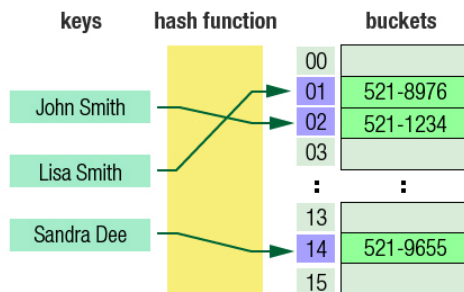 keys hash function buckets
00
John Smith 01 521-8976
02 521-1234
Lisa Smith 03
: :
13
Sandra Dee 14 521-9655
15